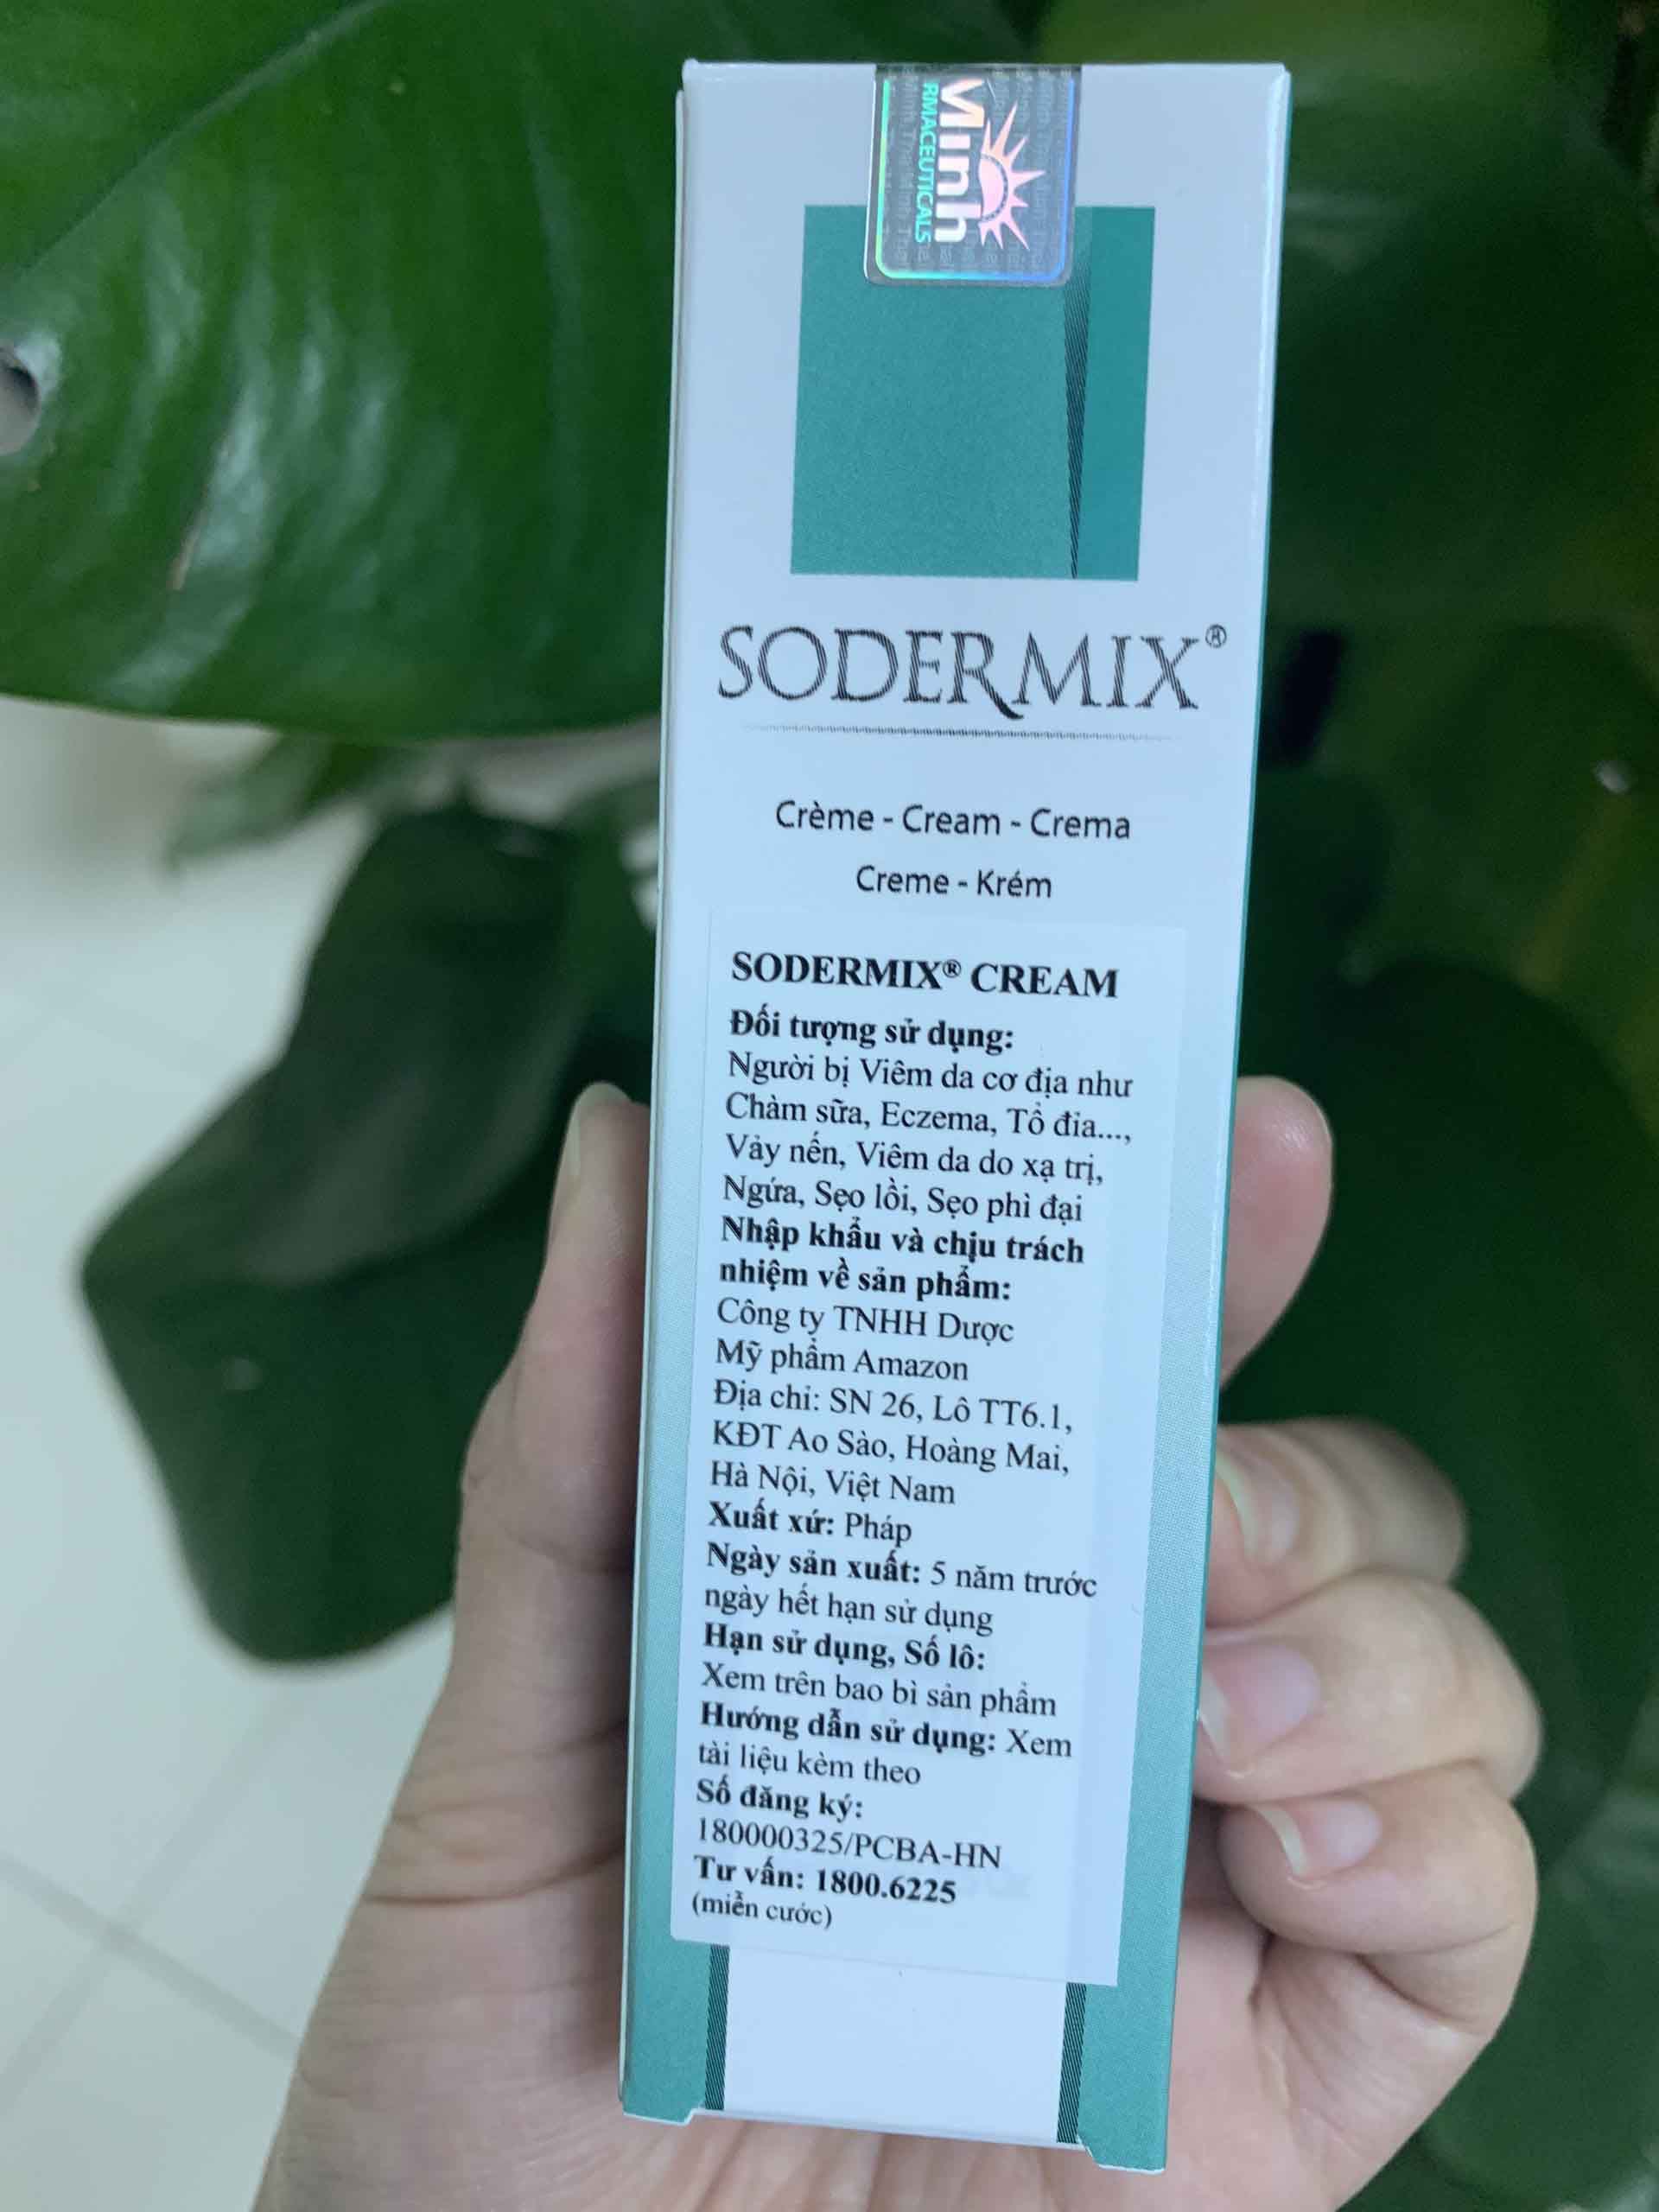 Minh
RMACEUTICALS
SODERMIX®
Crème - Cream - Crema
Creme - Krém
SODERMIX® CREAM
Đối tượng sử dụng:
Người bị Viêm da cơ địa như
Chàm sữa, Eczema, Tổ đỉa...,
Vảy nến, Viêm da do xạ trị,
Ngứa, Sẹo lồi, Sẹo phì đại
Nhập khẩu và chịu trách
nhiệm về sản phẩm:
Công ty TNHH Dược
Mỹ phẩm Amazon
Địa chỉ: SN 26, Lô TT6.1,
KĐT Ao Sào, Hoàng Mai,
Hà Nội, Việt Nam
Xuất xứ: Pháp
Ngày sản xuất: 5 năm trước
ngày hết hạn sử dụng
Hạn sử dụng, Số lô:
Xem trên bao bì sản phẩm
Hướng dẫn sử dụng: Xem
tài liệu kèm theo
Số đăng ký:
180000325/PCBA-HN
Tư vấn: 1800.6225
(miễn cước)